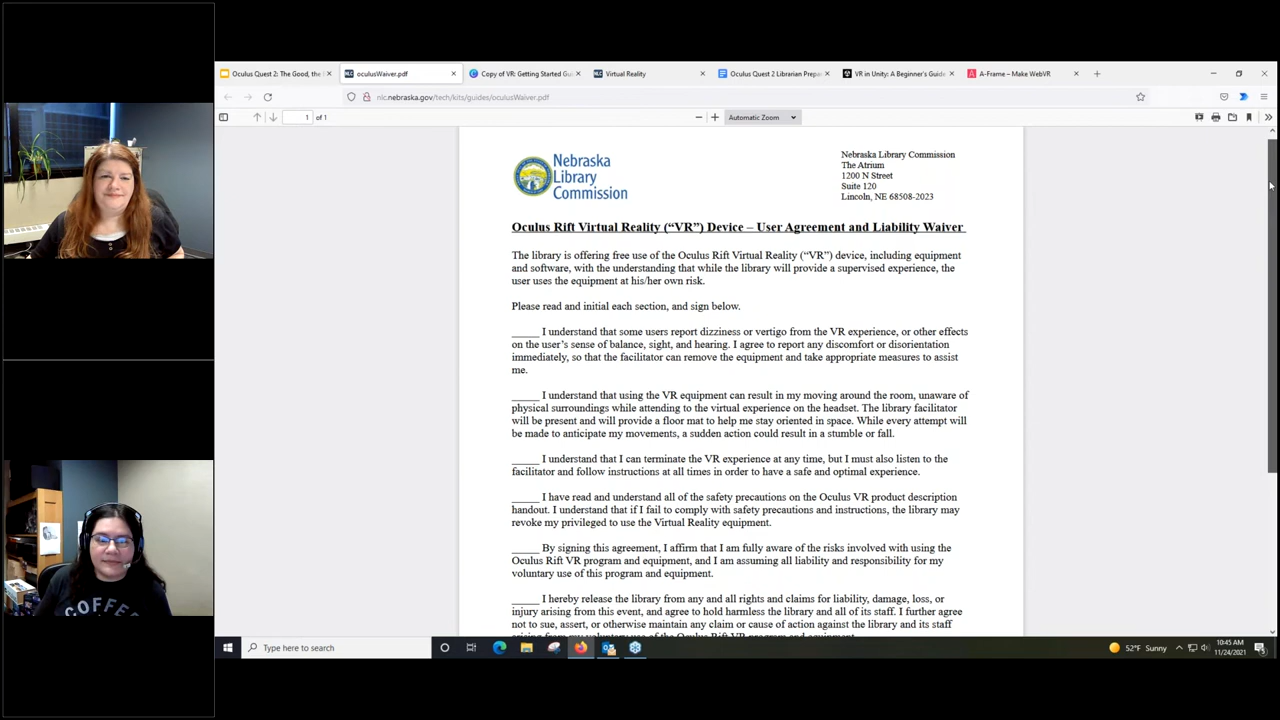 Oculus Quest 2: The Good, the
oculusWaiver.pdf
Copy of VR: Getting Started Gu
Virtual Reality
Oculus Quest 2 Librarian Prepa
VR in Unity: A Beginner's Guide
A-Frame – Make WebVR
nlc.nebraska.gov/tech/kits/guides/oculusWaiver.pdf
1 of 1
Automatic Zoom
Nebraska
Library
Commission
Nebraska Library Commission
The Atrium
1200 N Street
Suite 120
Lincoln, NE 68508-2023
Oculus Rift Virtual Reality (“VR”) Device – User Agreement and Liability Waiver
The library is offering free use of the Oculus Rift Virtual Reality (“VR”) device, including equipment
and software, with the understanding that while the library will provide a supervised experience, the
user uses the equipment at his/her own risk.
Please read and initial each section, and sign below.
_____ I understand that some users report dizziness or vertigo from the VR experience, or other effects
on the user’s sense of balance, sight, and hearing. I agree to report any discomfort or disorientation
immediately, so that the facilitator can remove the equipment and take appropriate measures to assist
me.
_____ I understand that using the VR equipment can result in my moving around the room, unaware of
physical surroundings while attending to the virtual experience on the headset. The library facilitator
will be present and will provide a floor mat to help me stay oriented in space. While every attempt will
be made to anticipate my movements, a sudden action could result in a stumble or fall.
_____ I understand that I can terminate the VR experience at any time, but I must also listen to the
facilitator and follow instructions at all times in order to have a safe and optimal experience.
_____ I have read and understand all of the safety precautions on the Oculus VR product description
handout. I understand that if I fail to comply with safety precautions and instructions, the library may
revoke my privileged to use the Virtual Reality equipment.
_____ By signing this agreement, I affirm that I am fully aware of the risks involved with using the
Oculus Rift VR program and equipment, and I am assuming all liability and responsibility for my
voluntary use of this program and equipment.
_____ I hereby release the library from any and all rights and claims for liability, damage, loss, or
injury arising from this event, and agree to hold harmless the library and all of its staff. I further agree
not to sue, assert, or otherwise maintain any claim or cause of action against the library and its staff
arising from my voluntary use of the Oculus Rift VR program and equipment.
COFFEE
Type here to search
52°F Sunny
10:45 AM
11/24/2021